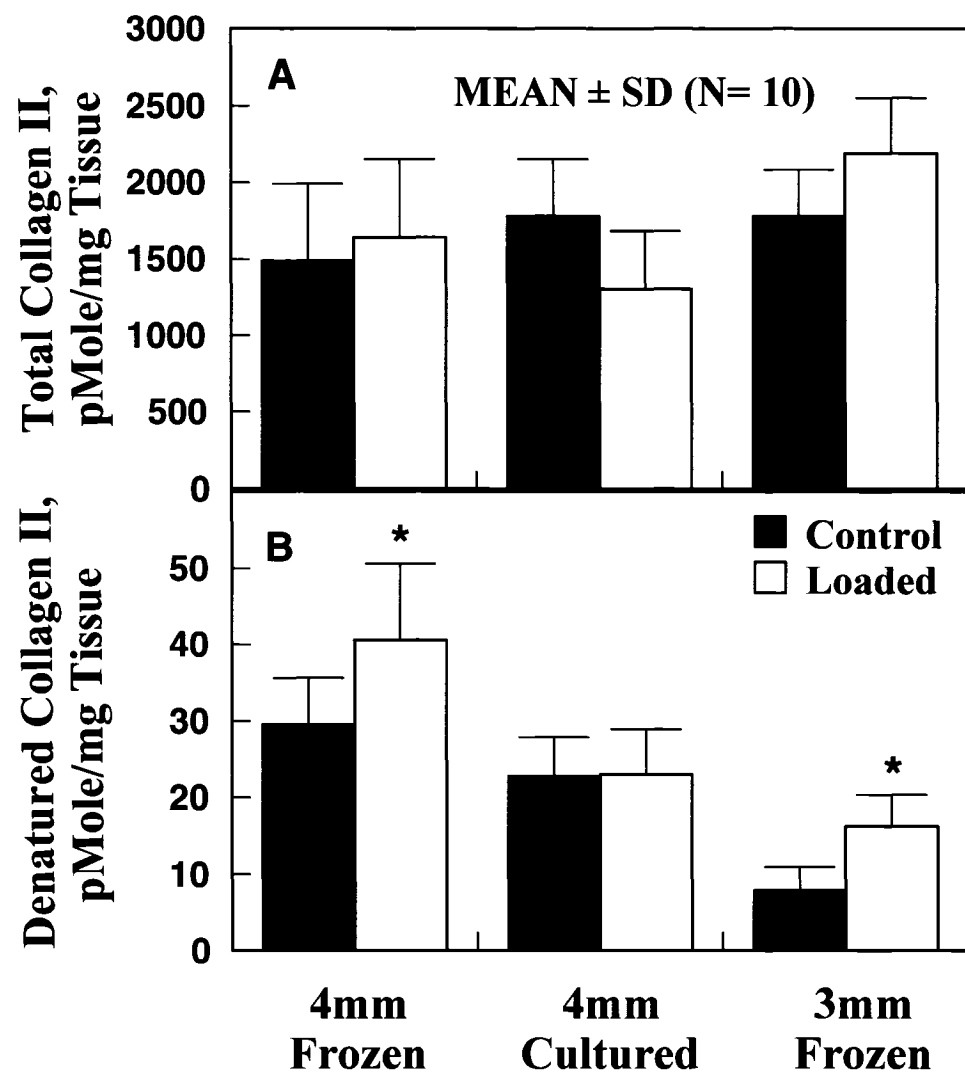 Total Collagen II,
pMole/mg Tissue
3000
2500
2000
1500
1000
500
0
A
MEAN ± SD (N= 10)
Denatured Collagen II,
pMole/mg Tissue
50
40
30
20
10
0
B
*
*
Control
Loaded
4mm
Frozen
4mm
Cultured
3mm
Frozen